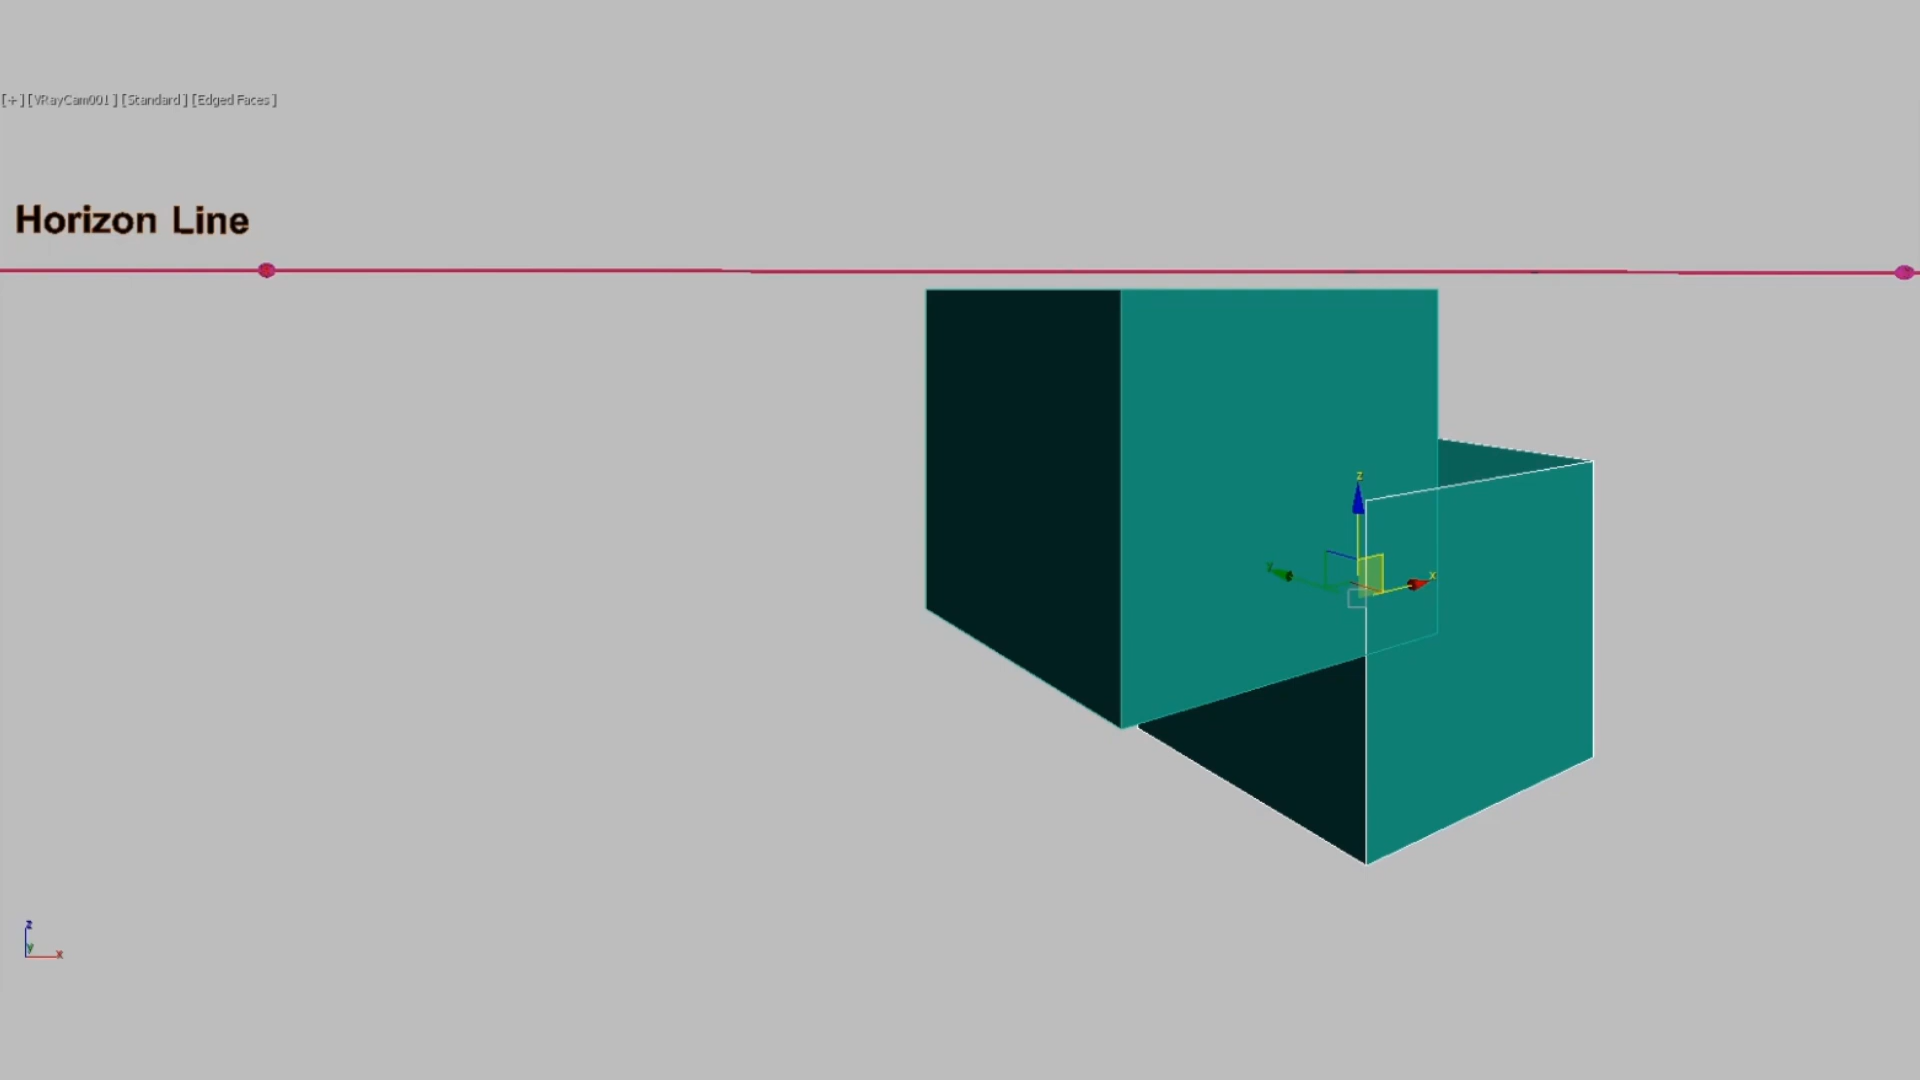 [+] [VRayCam001] [Standard] [Edged Faces]
Horizon Line
z
y
x
z
y
x